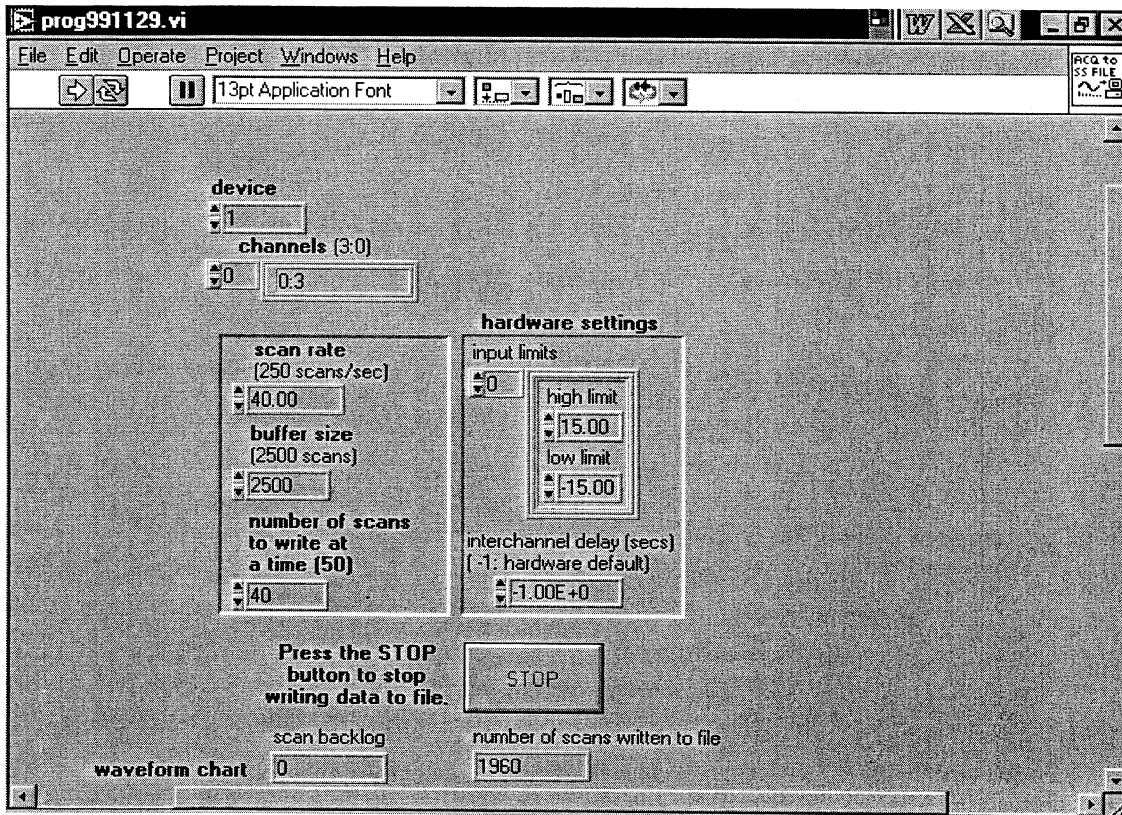 prog991129.vi
File Edit Operate Project Windows Help
13pt Application Font
ACQ to
SS FILE
device
1
channels (3:0)
0
0:3
hardware settings
scan rate
(250 scans/sec)
40.00
buffer size
(2500 scans)
2500
number of scans
to write at
a time (50)
40
input limits
0
high limit
15.00
low limit
-15.00
interchannel delay (secs)
( -1: hardware default)
-1.00E+0
Press the STOP
button to stop
writing data to file.
STOP
scan backlog
0
number of scans written to file
1960
waveform chart